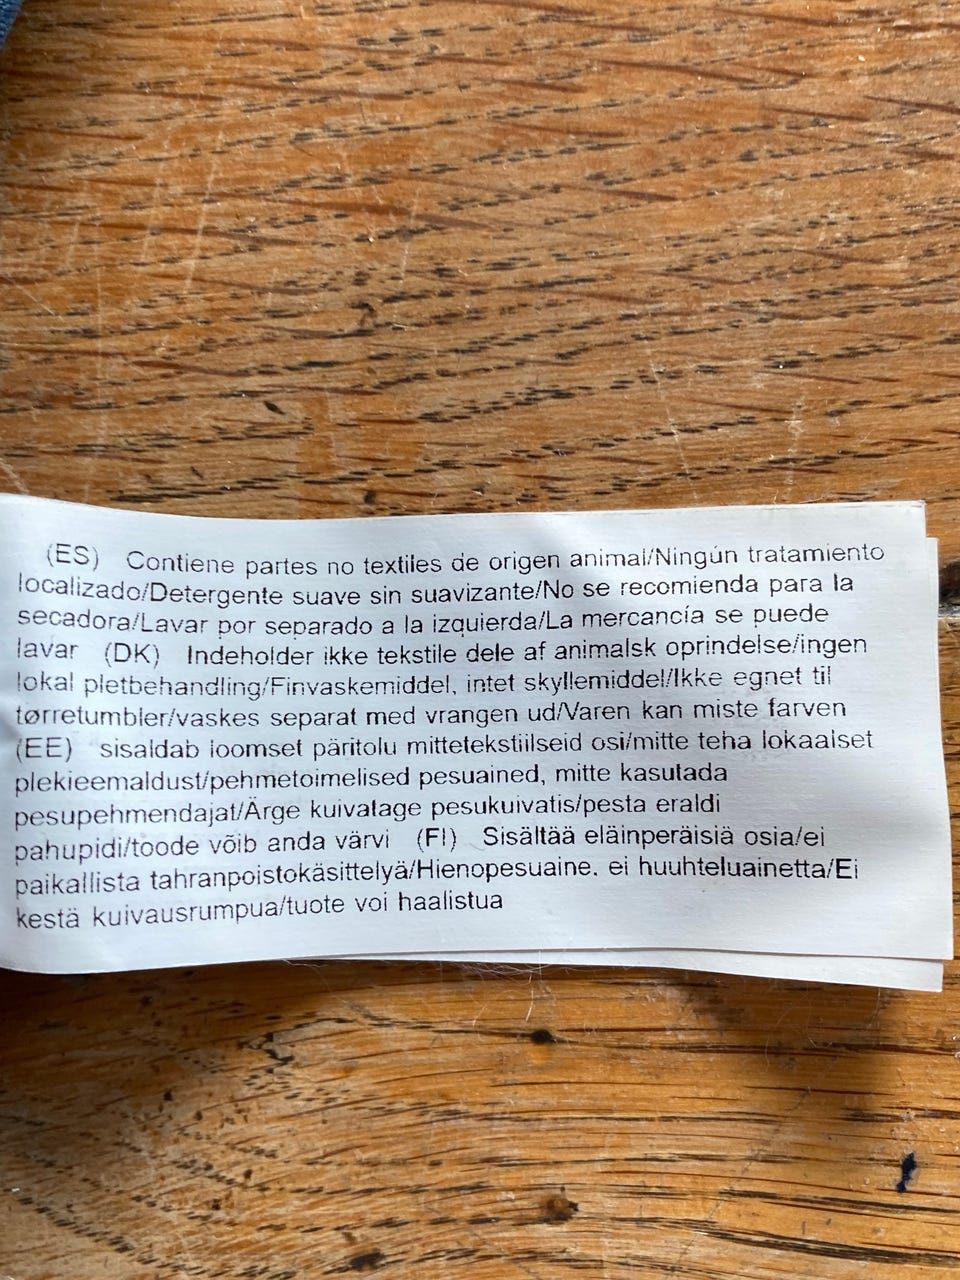 (ES) Contiene partes no textiles de origen animal/Ningún tratamiento
localizado/Detergente suave sin suavizante/No se recomienda para la
secadora/Lavar por separado a la izquierda/La mercancía se puede
lavar (DK) Indeholder ikke tekstile dele af animalsk oprindelse/ingen
lokal pletbehandling/Finvaskemiddel, intet skyllemiddel/Ikke egnet til
tørretumbler/vaskes separat med vrangen ud/Varen kan miste farven
(EE) sisaldab loomset päritolu mittetekstiilseid osi/mitte teha lokaalset
plekieemaldust/pehmetoimelised pesuained, mitte kasutada
pesupehmendajat/Ärge kuivatage pesukuivatis/pesta eraldi
pahupidi/toode võib anda värvi (FI) Sisältää eläinperäisiä osia/ei
paikallista tahranpoistokäsittelyä/Hienopesuaine, ei huuhteluainetta/Ei
kestä kuivausrumpua/tuote voi haalistua